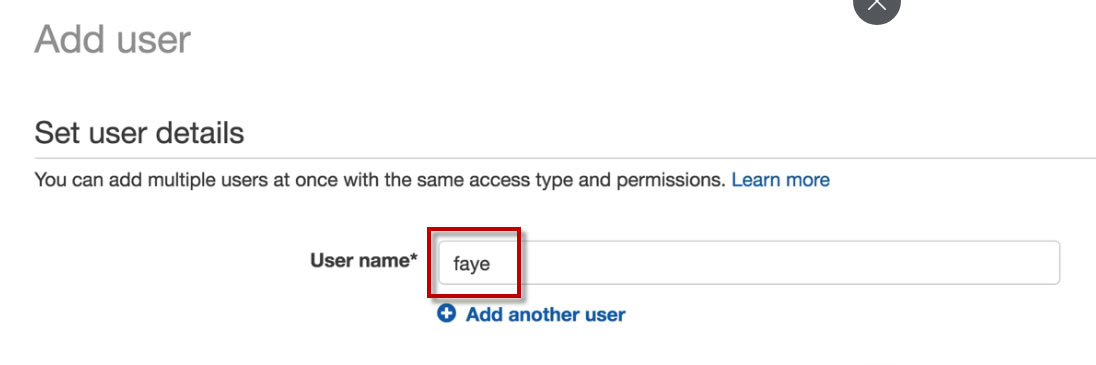 Add user
Set user details
You can add multiple users at once with the same access type and permissions. Learn more
User name*
faye
Add another user